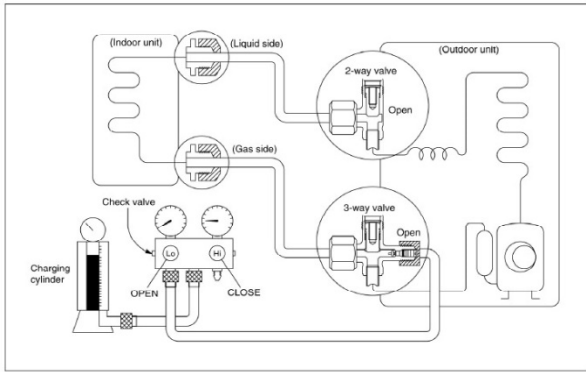 (Indoor unit)
(Liquid side)
(Outdoor unit)
2-way valve
Open
(Gas side)
3-way valve
Open
Check valve
Lo
Hi
Charging
cylinder
OPEN
CLOSE